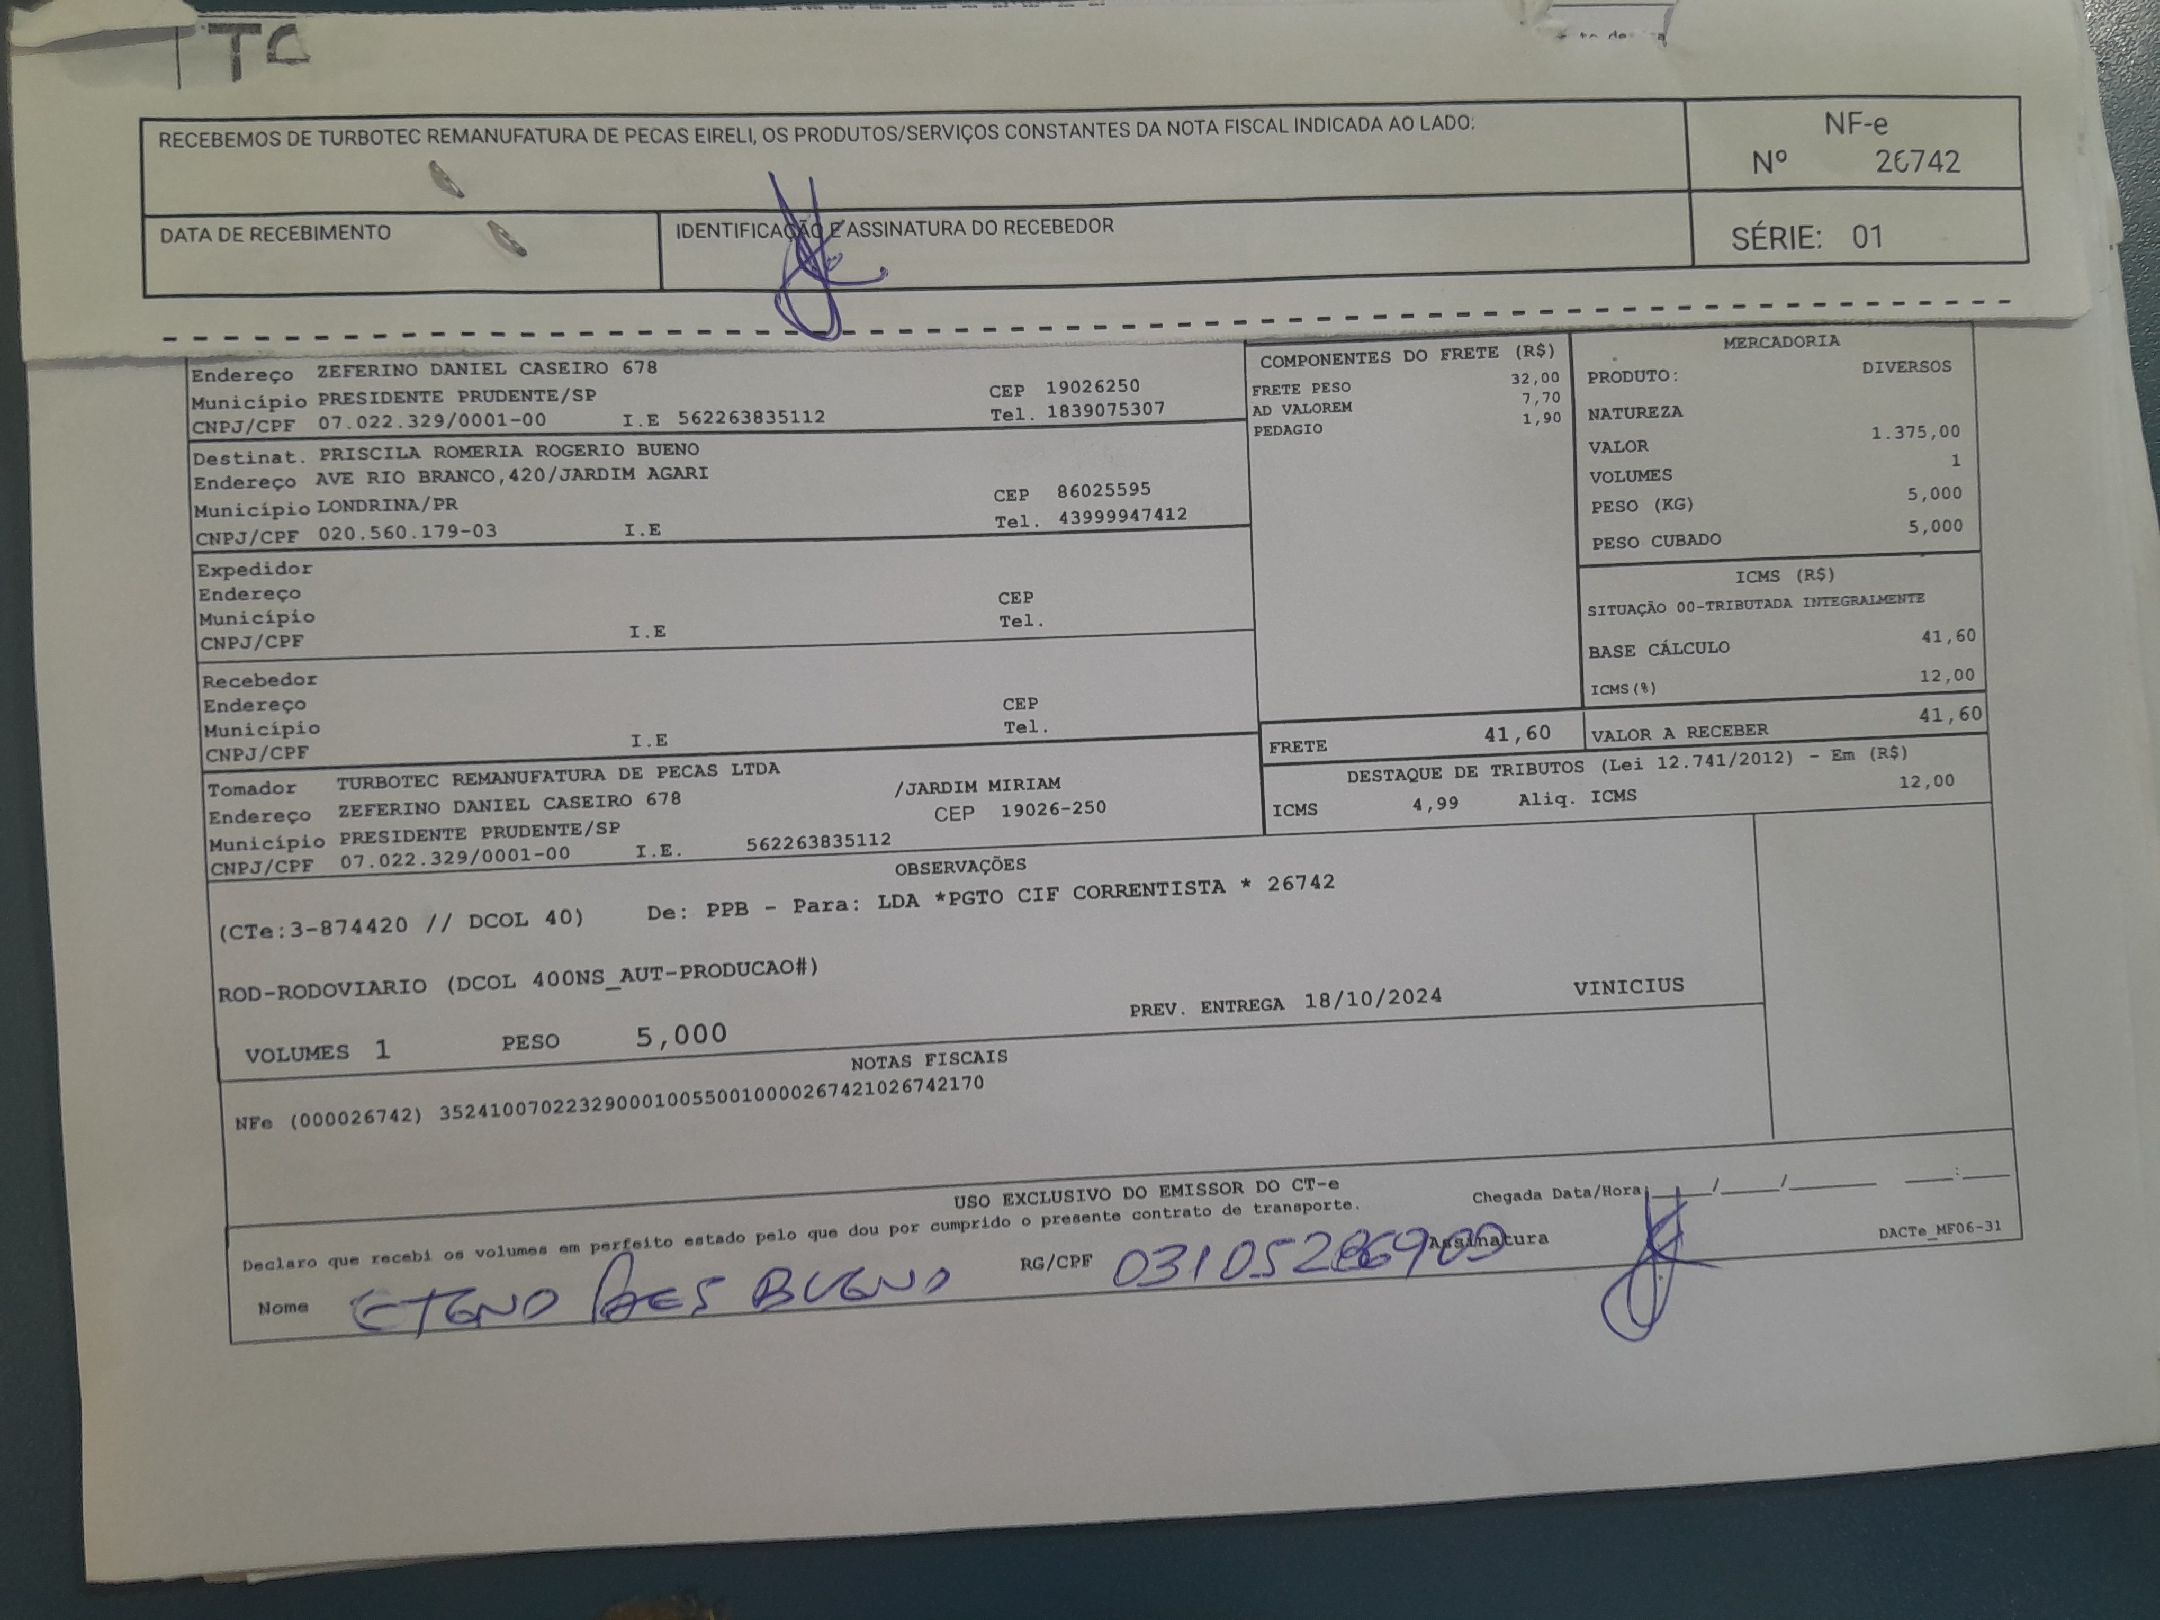 TC
RECEBEMOS DE TURBOTEC REMANUFATURA DE PECAS EIRELI, OS PRODUTOS/SERVIÇOS CONSTANTES DA NOTA FISCAL INDICADA AO LADO.
NF-e
Nº 26742
DATA DE RECEBIMENTO
IDENTIFICAÇÃO E ASSINATURA DO RECEBEDOR
SÉRIE: 01
Endereço ZEFERINO DANIEL CASEIRO 678
Município PRESIDENTE PRUDENTE/SP CEP 19026250
CNPJ/CPF 07.022.329/0001-00 I.E 562263835112 Tel. 1839075307
Destinat. PRISCILA ROMERIA ROGERIO BUENO
Endereço AVE RIO BRANCO,420/JARDIM AGARI
Município LONDRINA/PR CEP 86025595
CNPJ/CPF 020.560.179-03 I.E Tel. 43999947412
Expedidor
Endereço
Município CEP
CNPJ/CPF I.E Tel.
Recebedor
Endereço
Município CEP
CNPJ/CPF I.E Tel.
Tomador TURBOTEC REMANUFATURA DE PECAS LTDA
Endereço ZEFERINO DANIEL CASEIRO 678 /JARDIM MIRIAM
Município PRESIDENTE PRUDENTE/SP CEP 19026-250
CNPJ/CPF 07.022.329/0001-00 I.E. 562263835112
COMPONENTES DO FRETE (R$)
FRETE PESO 32,00
AD VALOREM 7,70
PEDAGIO 1,90
MERCADORIA
PRODUTO: DIVERSOS
NATUREZA
VALOR 1.375,00
VOLUMES 1
PESO (KG) 5,000
PESO CUBADO 5,000
ICMS (R$)
SITUAÇÃO 00-TRIBUTADA INTEGRALMENTE
BASE CÁLCULO 41,60
ICMS(%) 12,00
FRETE 41,60
VALOR A RECEBER 41,60
DESTAQUE DE TRIBUTOS (Lei 12.741/2012) - Em (R$)
ICMS 4,99 Aliq. ICMS 12,00
OBSERVAÇÕES
(CTe:3-874420 // DCOL 40) De: PPB - Para: LDA *PGTO CIF CORRENTISTA * 26742
ROD-RODOVIARIO (DCOL 400NS_AUT-PRODUCAO#)
VOLUMES 1 PESO 5,000 PREV. ENTREGA 18/10/2024 VINICIUS
NOTAS FISCAIS
NFe (000026742) 35241007022329000100550010000267421026742170
USO EXCLUSIVO DO EMISSOR DO CT-e
Declaro que recebi os volumes em perfeito estado pelo que dou por cumprido o presente contrato de transporte.
Chegada Data/Hora: ____/____/______ ___:___
Nome PAES BUENO RG/CPF Assinatura
DACTe_MF06-31